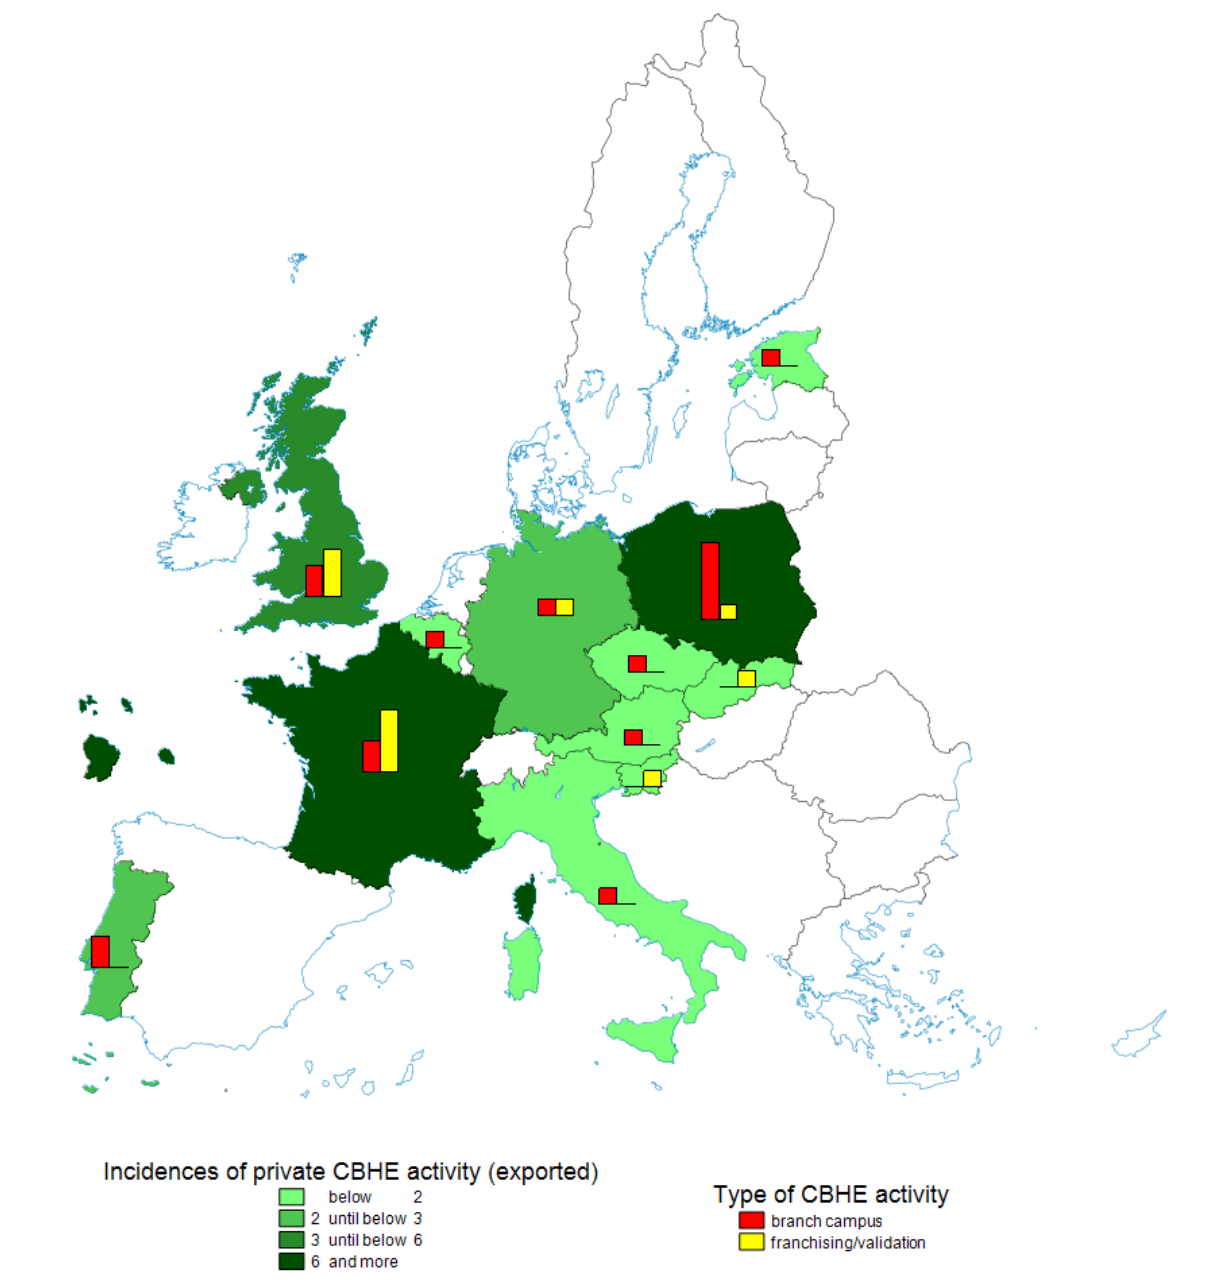 Incidences of private CBHE activity (exported)
below 2
2 until below 3
3 until below 6
6 and more
Type of CBHE activity
branch campus
franchising/validation